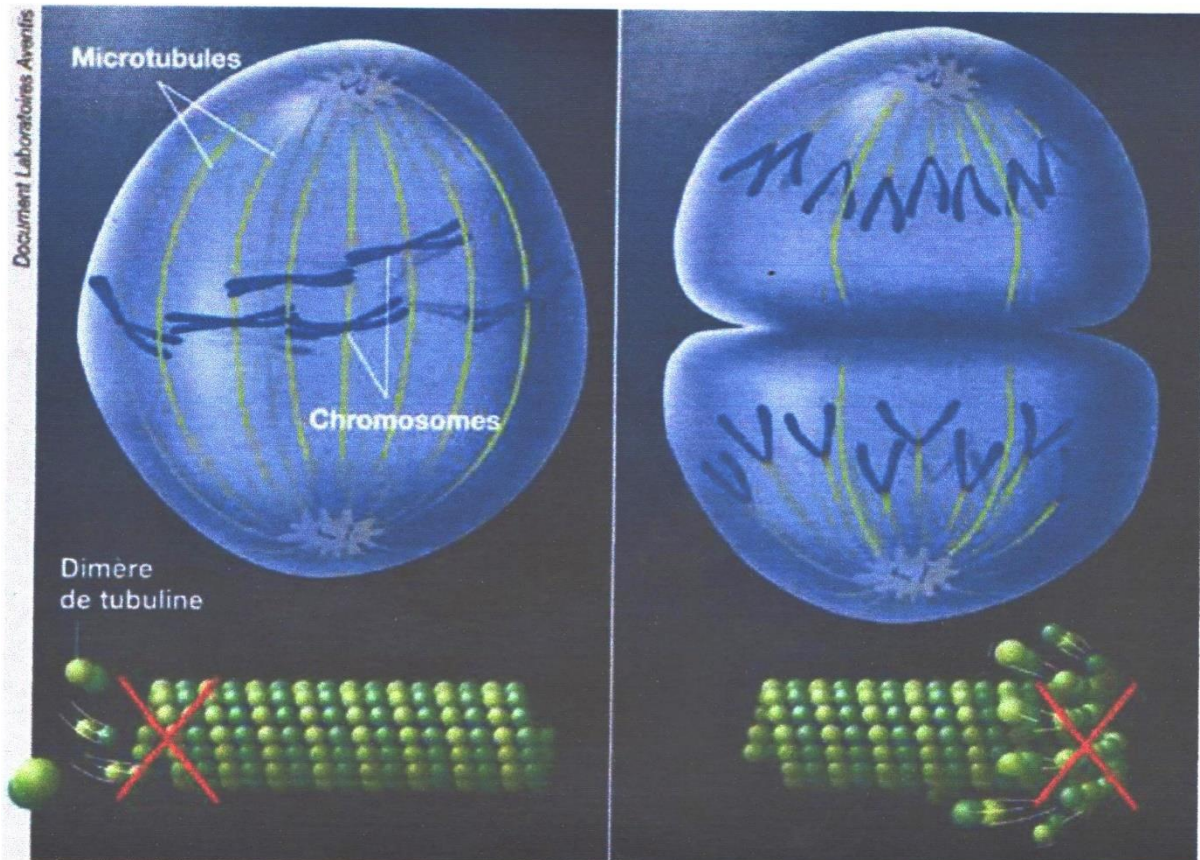 Document Laboratoires Aventis
Microtubules
Chromosomes
Dimère
de tubuline